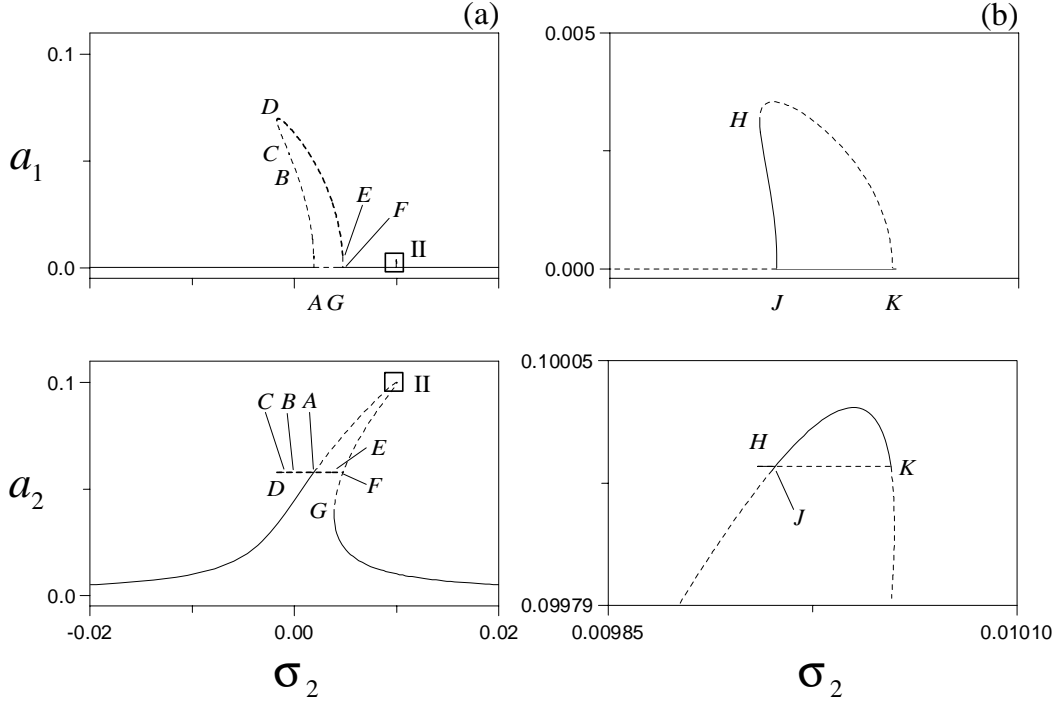 (a)
(b)
0.1
D
C
B
a₁
E
F
II
0.0
A G
0.005
H
0.000
J K
0.1
II
C B A
E
D
F
a₂
G
0.0
-0.02 0.00 0.02
σ₂
0.10005
H
K
J
0.09979
0.00985 0.01010
σ₂